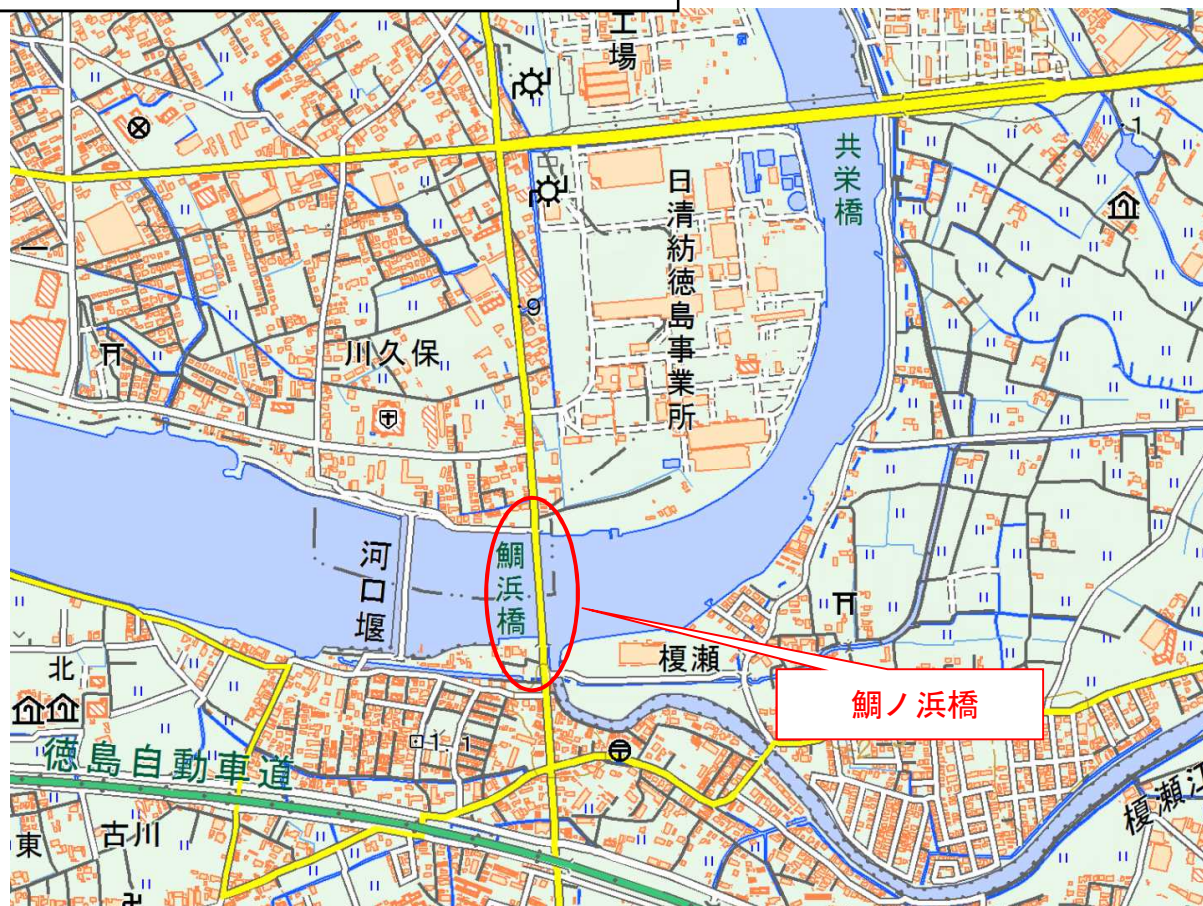 工場
共栄橋
1
日清紡徳島事業所
9
川久保
河口堰
鯛浜橋
榎瀬
鯛ノ浜橋
北
1.1
徳島自動車道
古川
東
榎瀬江